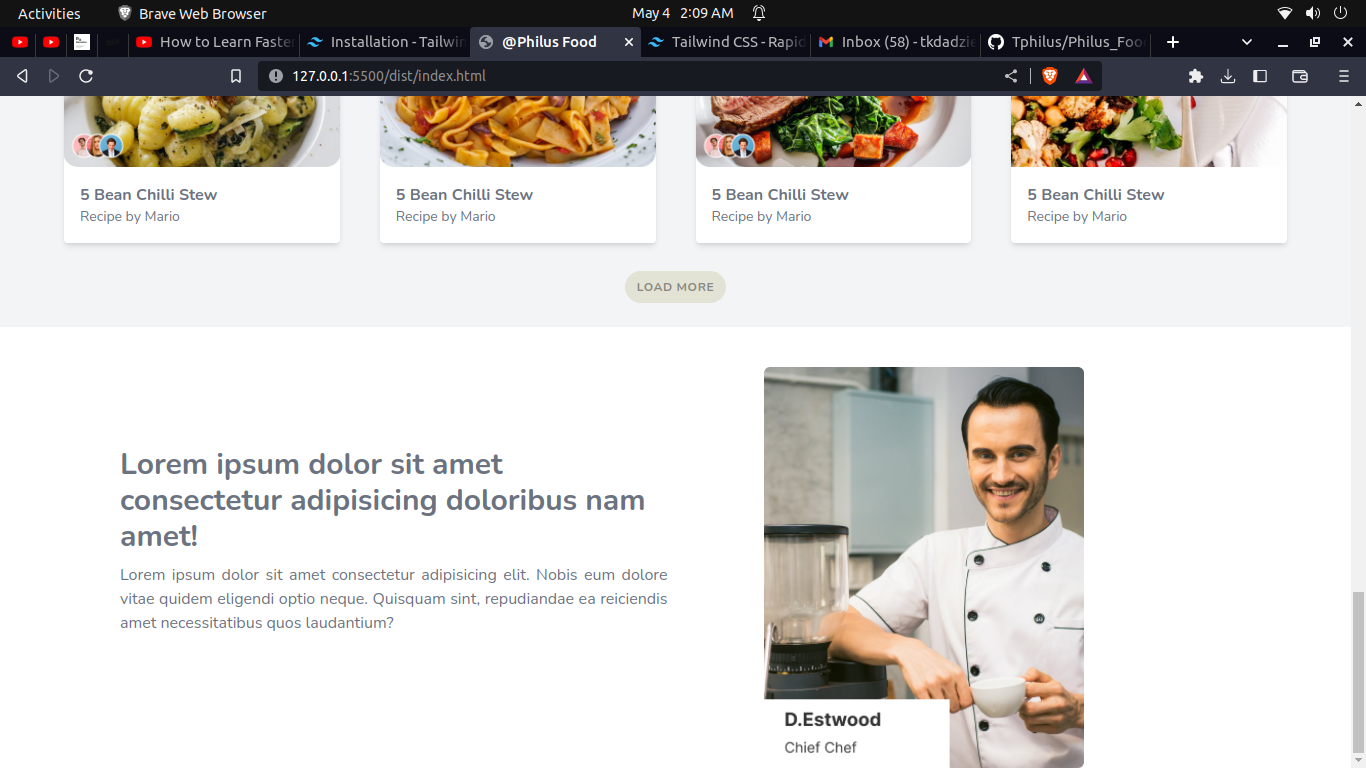 Activities
Brave Web Browser
May 4 2:09 AM
How to Learn Faste
Installation - Tailwin
@Philus Food
Tailwind CSS - Rapid
Inbox (58) - tkdadzie
Tphilus/Philus_Foo
127.0.0.1:5500/dist/index.html
5 Bean Chilli Stew
Recipe by Mario
5 Bean Chilli Stew
Recipe by Mario
5 Bean Chilli Stew
Recipe by Mario
5 Bean Chilli Stew
Recipe by Mario
LOAD MORE
Lorem ipsum dolor sit amet
consectetur adipisicing doloribus nam
amet!
Lorem ipsum dolor sit amet consectetur adipisicing elit. Nobis eum dolore
vitae quidem eligendi optio neque. Quisquam sint, repudiandae ea reiciendis
amet necessitatibus quos laudantium?
D.Estwood
Chief Chef